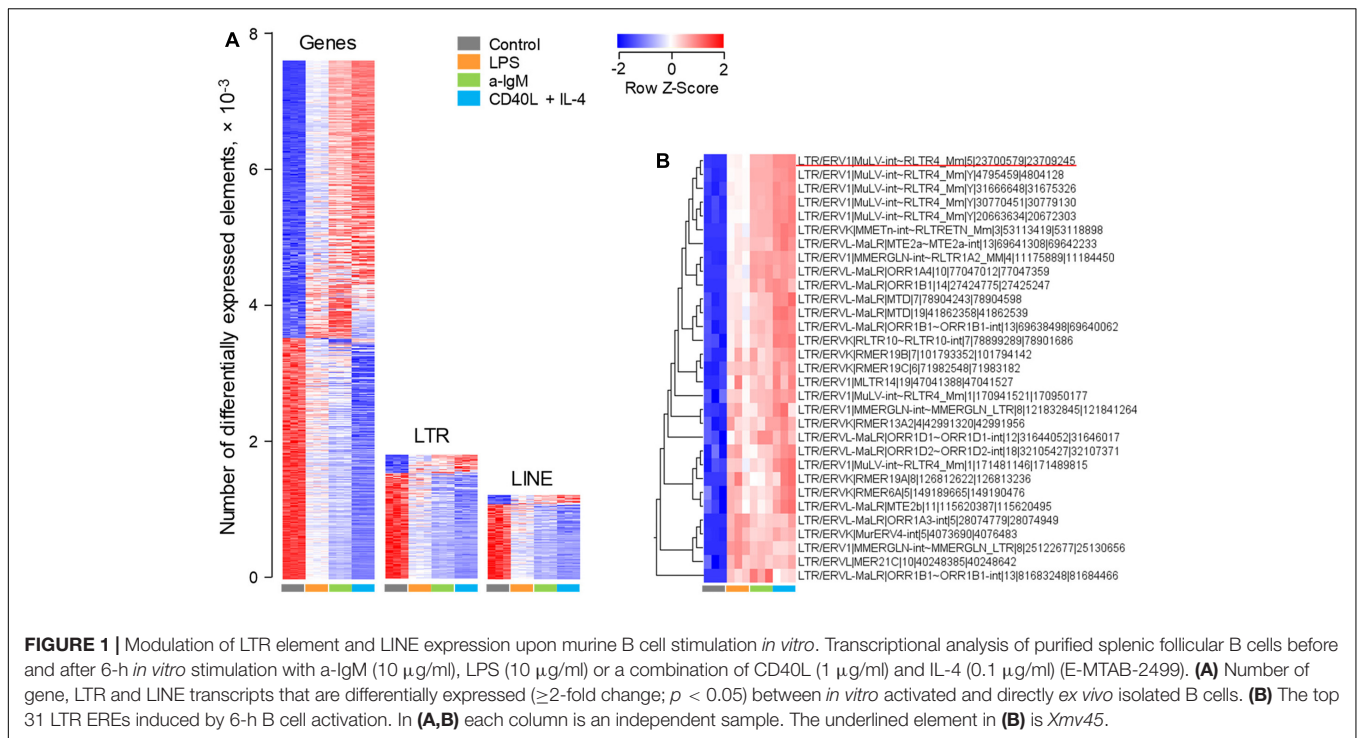 A
8
6
4
2
0
Number of differentially expressed elements, × 10⁻³
Genes
LTR
LINE
Control
LPS
a-IgM
CD40L + IL-4
-2 0 2
Row Z-Score
B
LTR/ERV1|MuLV-int~RLTR4_Mm|5|23700579|23709245
LTR/ERV1|MuLV-int~RLTR4_Mm|Y|4795459|4804128
LTR/ERV1|MuLV-int~RLTR4_Mm|Y|31666648|31675326
LTR/ERV1|MuLV-int~RLTR4_Mm|Y|30770451|30779130
LTR/ERV1|MuLV-int~RLTR4_Mm|Y|20663634|20672303
LTR/ERVK|MMETn-int~RLTRETN_Mm|3|53113419|53118898
LTR/ERVL-MaLR|MTE2a~MTE2a-int|13|69641308|69642233
LTR/ERV1|MMERGLN-int~RLTR1A2_MM|4|11175889|11184450
LTR/ERVL-MaLR|ORR1A4|10|77047012|77047359
LTR/ERVL-MaLR|ORR1B1|14|27424775|27425247
LTR/ERVL-MaLR|MTD|7|78904243|78904598
LTR/ERVL-MaLR|MTD|19|41862358|41862539
LTR/ERVL-MaLR|ORR1B1~ORR1B1-int|13|69638498|69640062
LTR/ERVK|RLTR10~RLTR10-int|7|78899289|78901686
LTR/ERVK|RMER19B|7|101793352|101794142
LTR/ERVK|RMER19C|6|71982548|71983182
LTR/ERV1|MLTR14|19|47041388|47041527
LTR/ERV1|MuLV-int~RLTR4_Mm|1|170941521|170950177
LTR/ERV1|MMERGLN-int~MMERGLN_LTR|8|121832845|121841264
LTR/ERVK|RMER13A2|4|42991320|42991956
LTR/ERVL-MaLR|ORR1D1~ORR1D1-int|12|31644052|31646017
LTR/ERVL-MaLR|ORR1D2~ORR1D2-int|18|32105427|32107371
LTR/ERV1|MuLV-int~RLTR4_Mm|1|171481146|171489815
LTR/ERVK|RMER19A|8|126812622|126813236
LTR/ERVK|RMER6A|5|149189665|149190476
LTR/ERVL-MaLR|MTE2b|11|115620387|115620495
LTR/ERVL-MaLR|ORR1A3-int|5|28074779|28074949
LTR/ERVK|MurERV4-int|5|4073690|4076483
LTR/ERV1|MMERGLN-int~MMERGLN_LTR|8|25122677|25130656
LTR/ERVL|MER21C|10|40248385|40248642
LTR/ERVL-MaLR|ORR1B1~ORR1B1-int|13|81683248|81684466
FIGURE 1 | Modulation of LTR element and LINE expression upon murine B cell stimulation in vitro. Transcriptional analysis of purified splenic follicular B cells before
and after 6-h in vitro stimulation with a-IgM (10 μg/ml), LPS (10 μg/ml) or a combination of CD40L (1 μg/ml) and IL-4 (0.1 μg/ml) (E-MTAB-2499). (A) Number of
gene, LTR and LINE transcripts that are differentially expressed (≥2-fold change; p < 0.05) between in vitro activated and directly ex vivo isolated B cells. (B) The top
31 LTR EREs induced by 6-h B cell activation. In (A,B) each column is an independent sample. The underlined element in (B) is Xmv45.